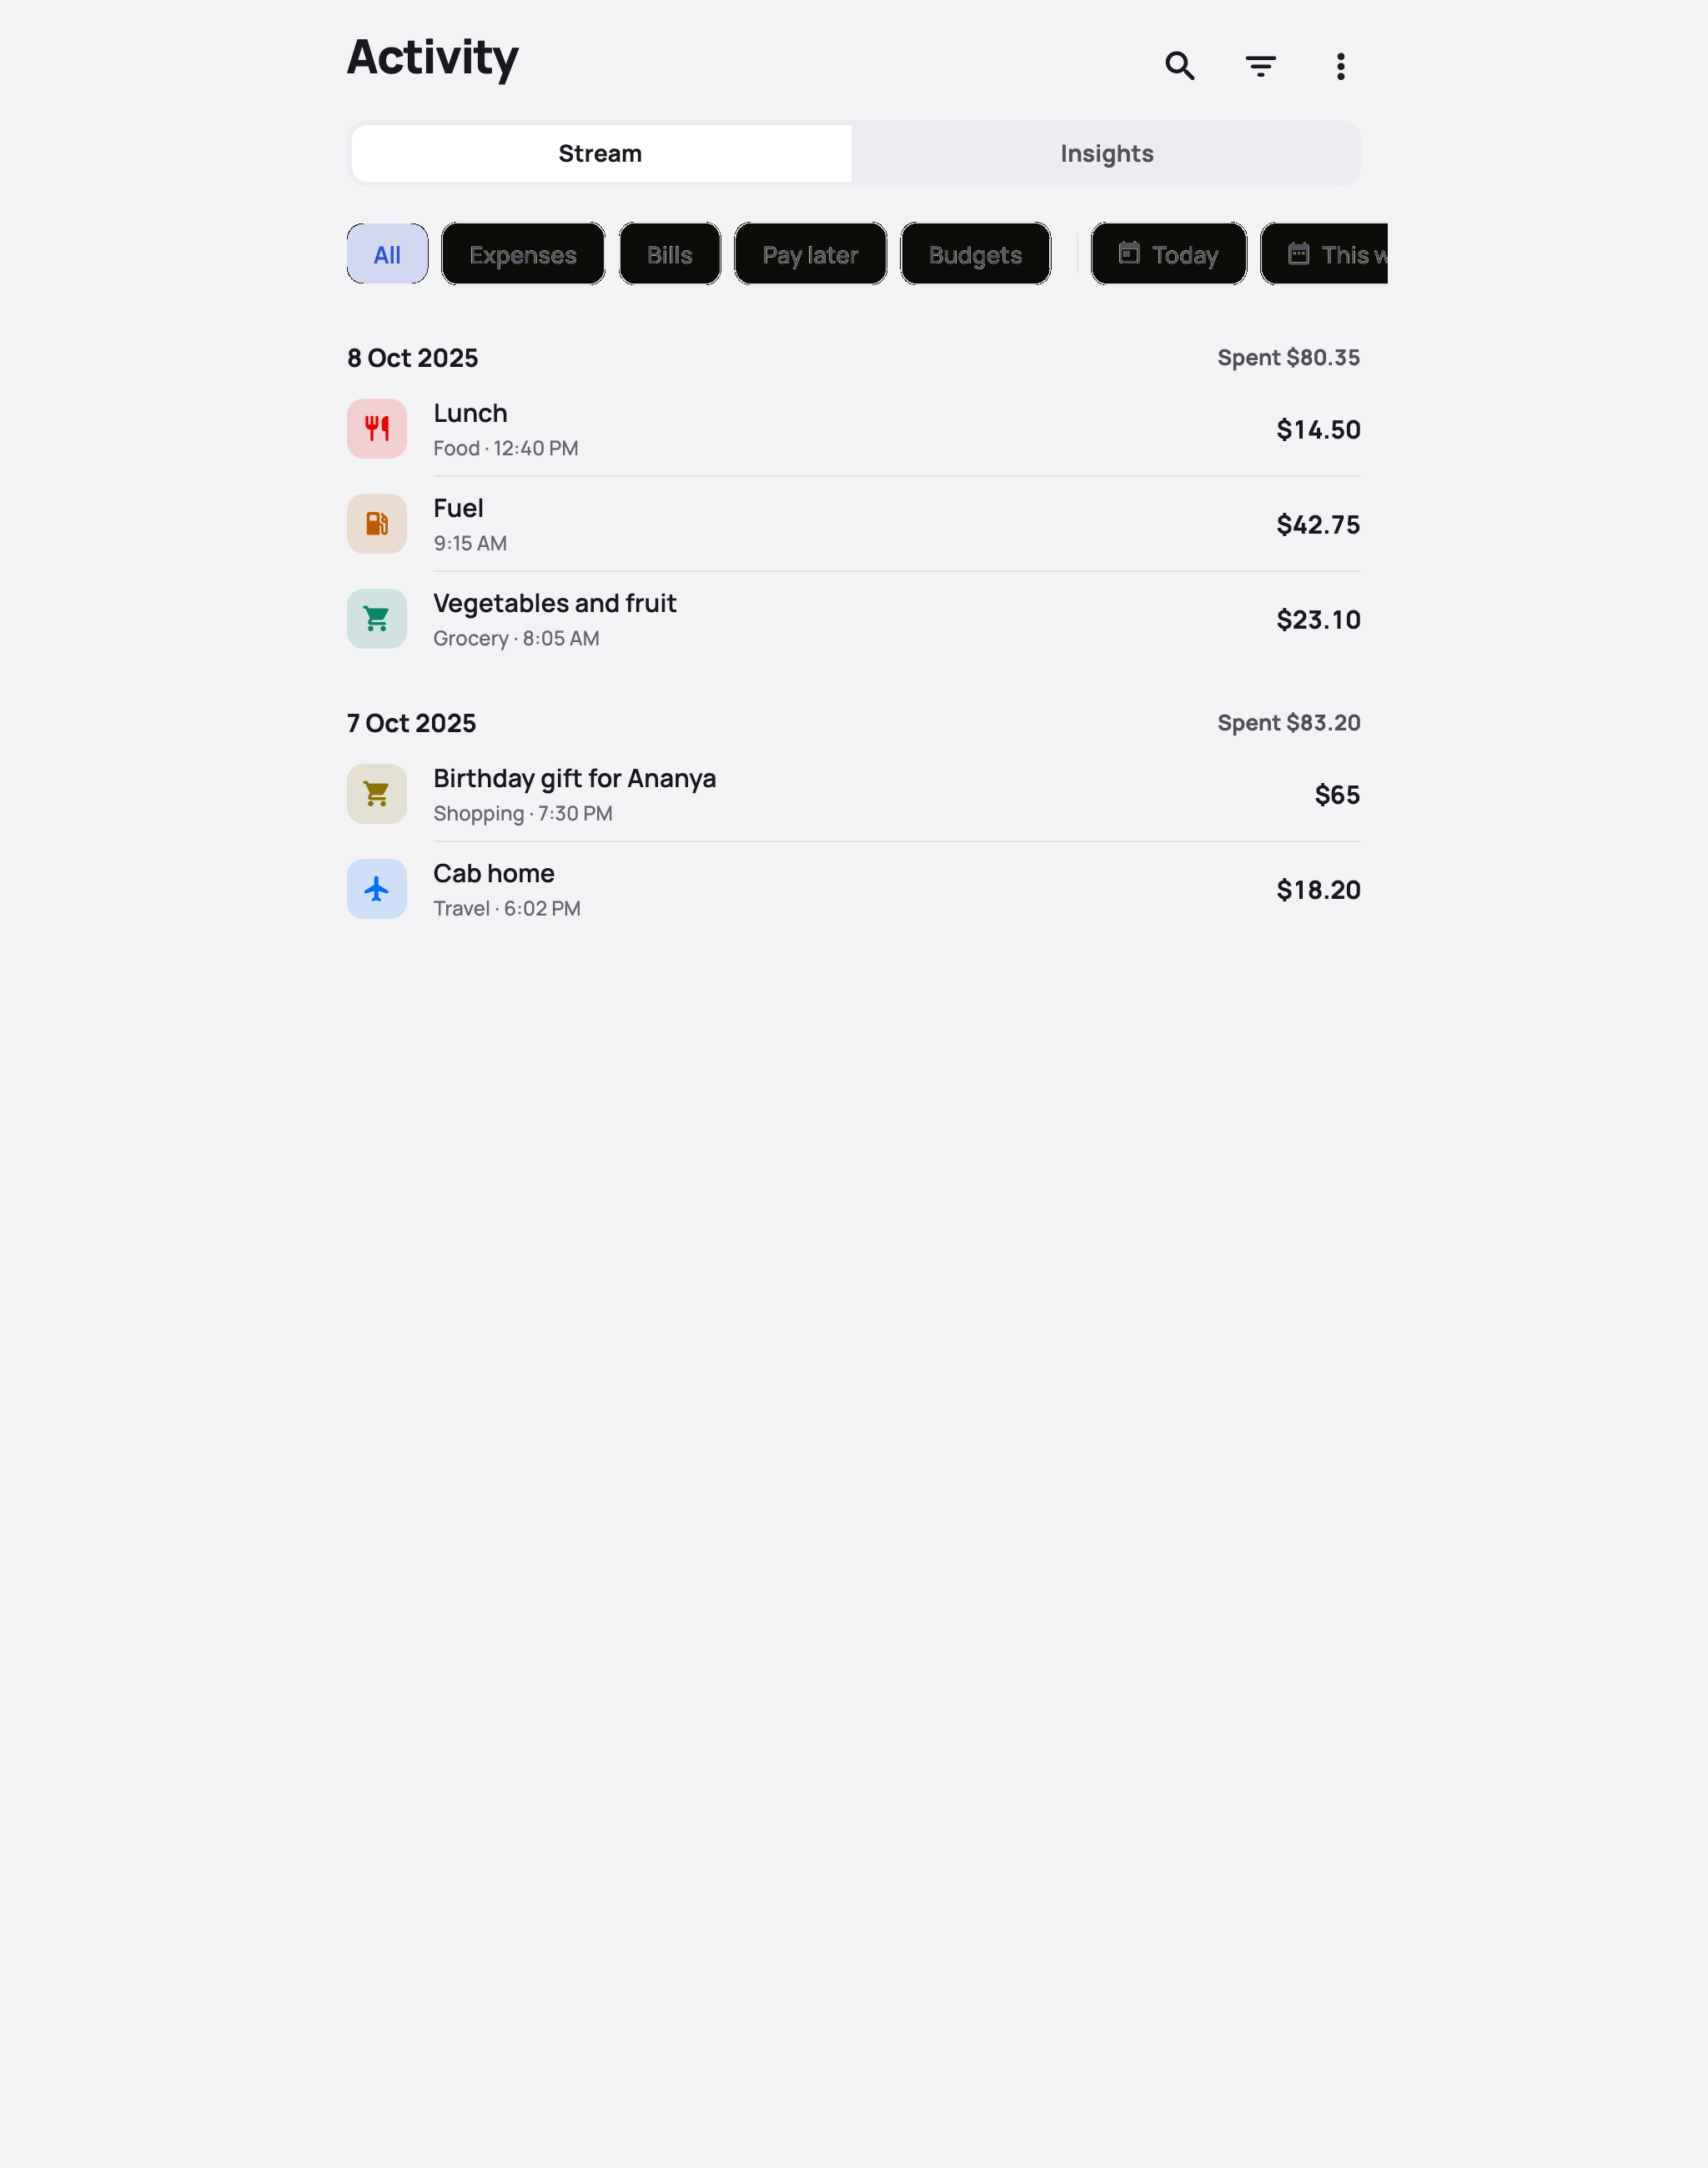 Activity
Stream Insights
All Expenses Bills Pay later Budgets Today This
8 Oct 2025 Spent $80.35
Lunch
Food · 12:40 PM
$14.50
Fuel
9:15 AM
$42.75
Vegetables and fruit
Grocery · 8:05 AM
$23.10
7 Oct 2025 Spent $83.20
Birthday gift for Ananya
Shopping · 7:30 PM
$65
Cab home
Travel · 6:02 PM
$18.20